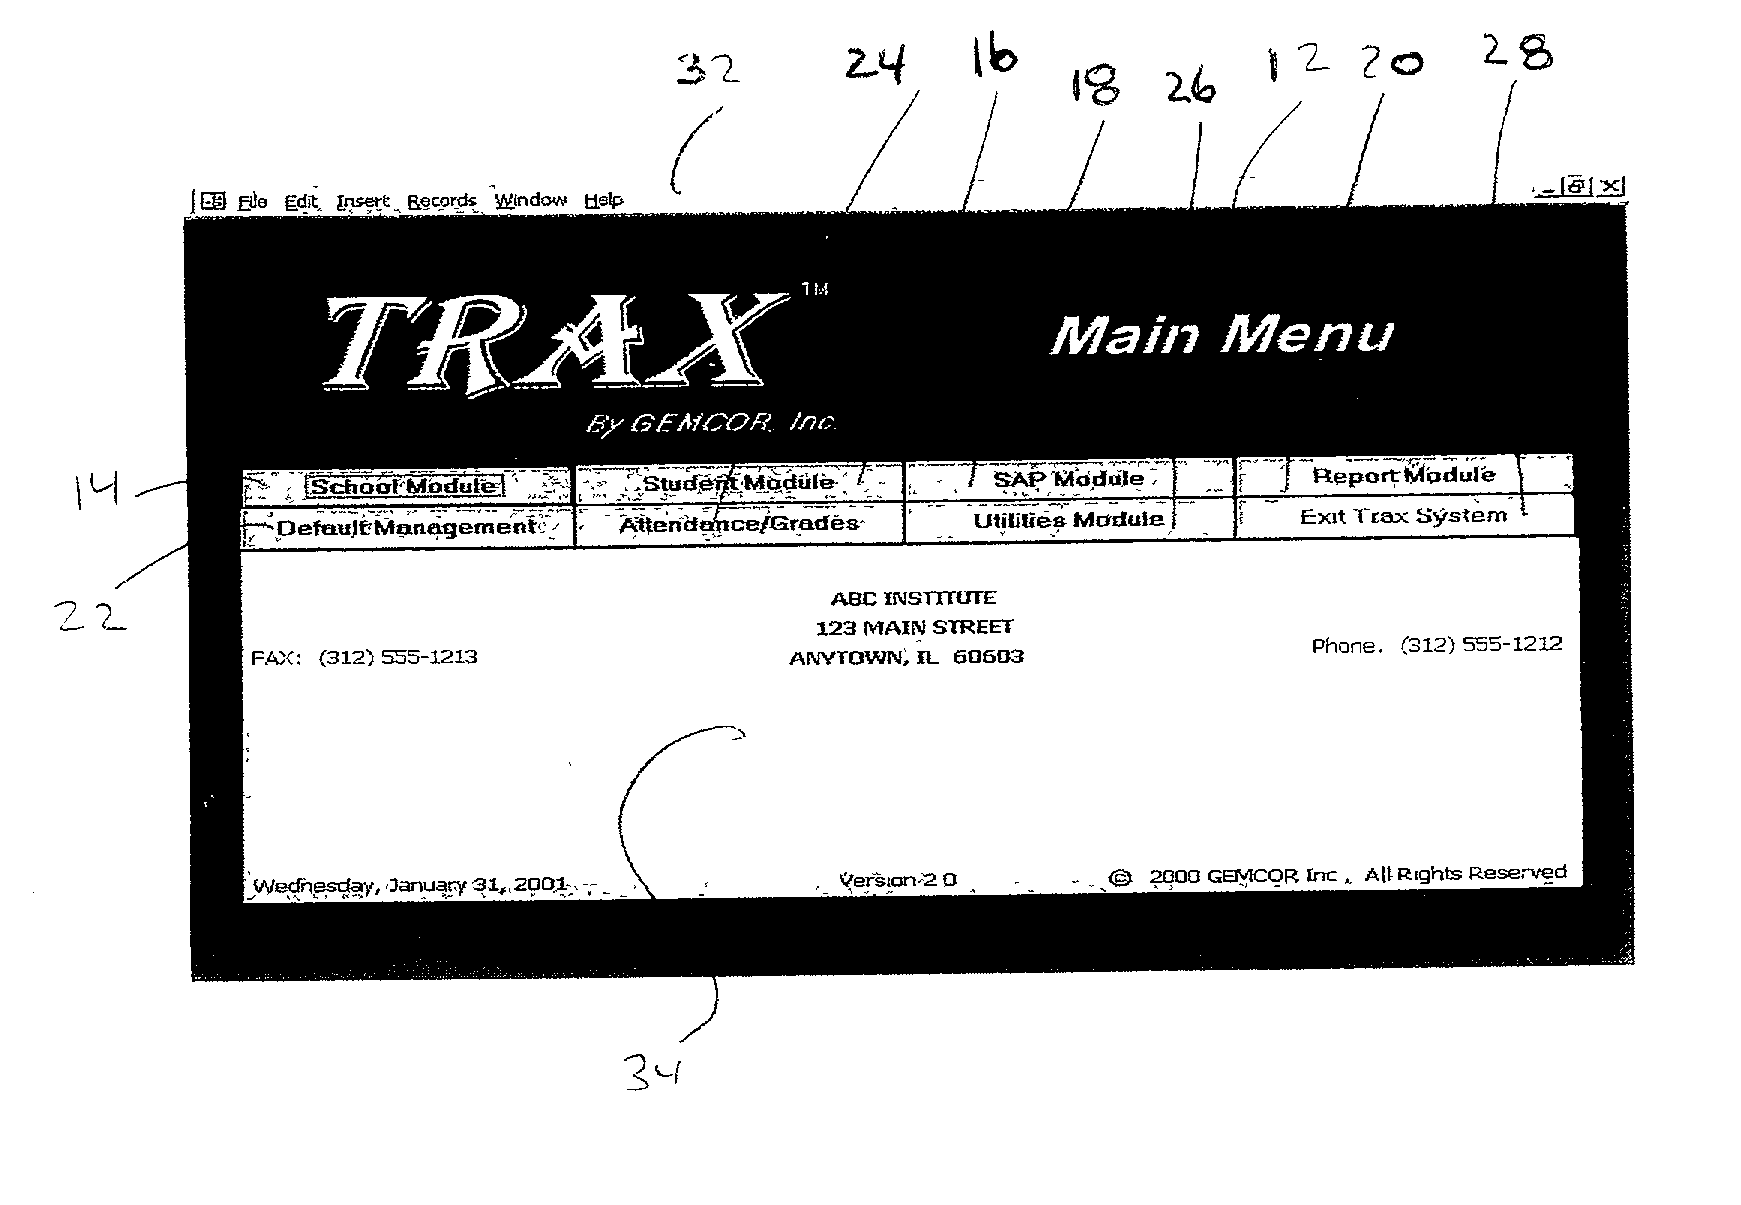 32 24 16 18 26 12 20 28
File Edit Insert Records Window Help
TRAX™ Main Menu
By GEMCOR, Inc.
14
School Module Student Module SAP Module Report Module
Default Management Attendance/Grades Utilities Module Exit Trax System
22
ABC INSTITUTE
123 MAIN STREET
FAX: (312) 555-1213 ANYTOWN, IL 60603 Phone. (312) 555-1212
Wednesday, January 31, 2001 Version 2 0 © 2000 GEMCOR Inc., All Rights Reserved
34